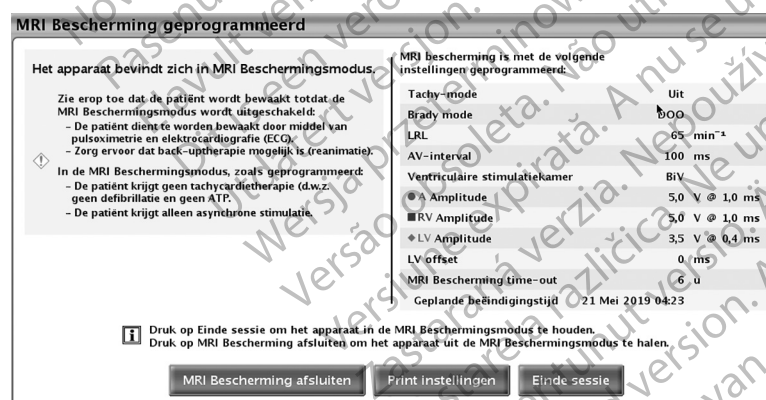 MRI Bescherming geprogrammeerd
Het apparaat bevindt zich in MRI Beschermingsmodus.
Zie erop toe dat de patiënt wordt bewaakt totdat de
MRI Beschermingsmodus wordt uitgeschakeld:
– De patiënt dient te worden bewaakt door middel van
pulsoximetrie en elektrocardiografie (ECG).
– Zorg ervoor dat back-uptherapie mogelijk is (reanimatie).
In de MRI Beschermingsmodus, zoals geprogrammeerd:
– De patiënt krijgt geen tachycardietherapie (d.w.z.
geen defibrillatie en geen ATP.
– De patiënt krijgt alleen asynchrone stimulatie.
MRI bescherming is met de volgende
instellingen geprogrammeerd:
Tachy-mode Uit
Brady mode DOO
LRL 65 min⁻¹
AV-interval 100 ms
Ventriculaire stimulatiekamer BiV
A Amplitude 5,0 V @ 1,0 ms
RV Amplitude 5,0 V @ 1,0 ms
LV Amplitude 3,5 V @ 0,4 ms
LV offset 0 ms
MRI Bescherming time-out 6 u
Geplande beëindigingstijd 21 Mei 2019 04:23
Druk op Einde sessie om het apparaat in de MRI Beschermingsmodus te houden.
Druk op MRI Bescherming afsluiten om het apparaat uit de MRI Beschermingsmodus te halen.
MRI Bescherming afsluiten
Print instellingen
Einde sessie